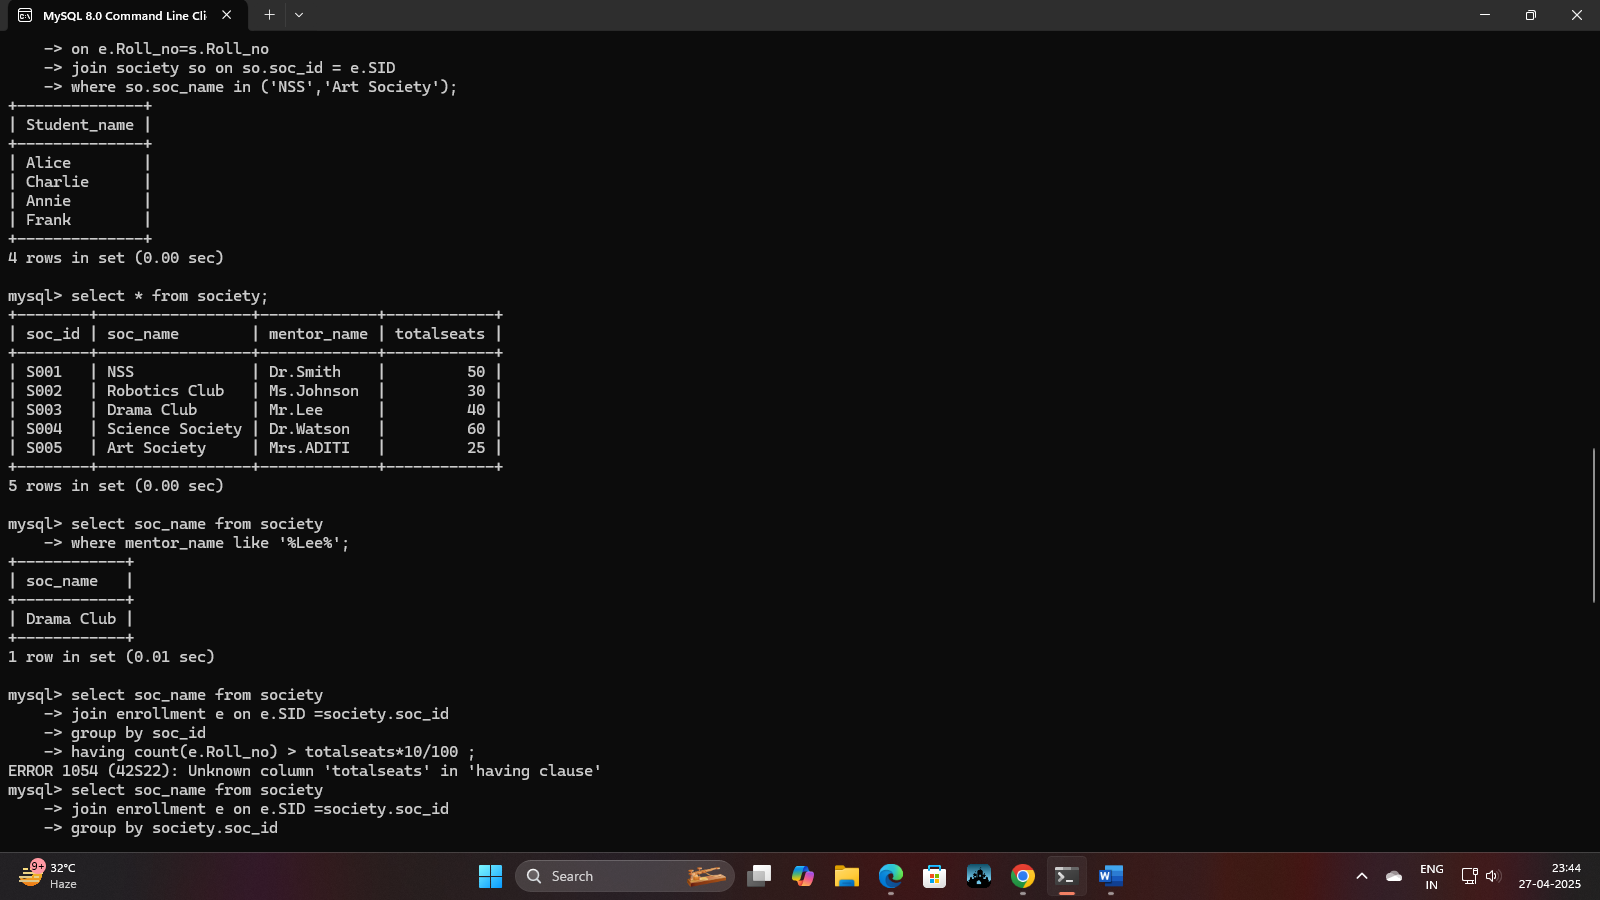 MySQL 8.0 Command Line Cli
-> on e.Roll_no=s.Roll_no
-> join society so on so.soc_id = e.SID
-> where so.soc_name in ('NSS','Art Society');
+--------------+
| Student_name |
+--------------+
| Alice        |
| Charlie      |
| Annie        |
| Frank        |
+--------------+
4 rows in set (0.00 sec)
mysql> select * from society;
+--------+-----------------+-------------+------------+
| soc_id | soc_name        | mentor_name | totalseats |
+--------+-----------------+-------------+------------+
| S001   | NSS             | Dr.Smith    |         50 |
| S002   | Robotics Club   | Ms.Johnson  |         30 |
| S003   | Drama Club      | Mr.Lee      |         40 |
| S004   | Science Society | Dr.Watson   |         60 |
| S005   | Art Society     | Mrs.ADITI   |         25 |
+--------+-----------------+-------------+------------+
5 rows in set (0.00 sec)
mysql> select soc_name from society
-> where mentor_name like '%Lee%';
+------------+
| soc_name   |
+------------+
| Drama Club |
+------------+
1 row in set (0.01 sec)
mysql> select soc_name from society
-> join enrollment e on e.SID =society.soc_id
-> group by soc_id
-> having count(e.Roll_no) > totalseats*10/100 ;
ERROR 1054 (42S22): Unknown column 'totalseats' in 'having clause'
mysql> select soc_name from society
-> join enrollment e on e.SID =society.soc_id
-> group by society.soc_id
9+
32°C
Haze
Search
ENG
IN
23:44
27-04-2025